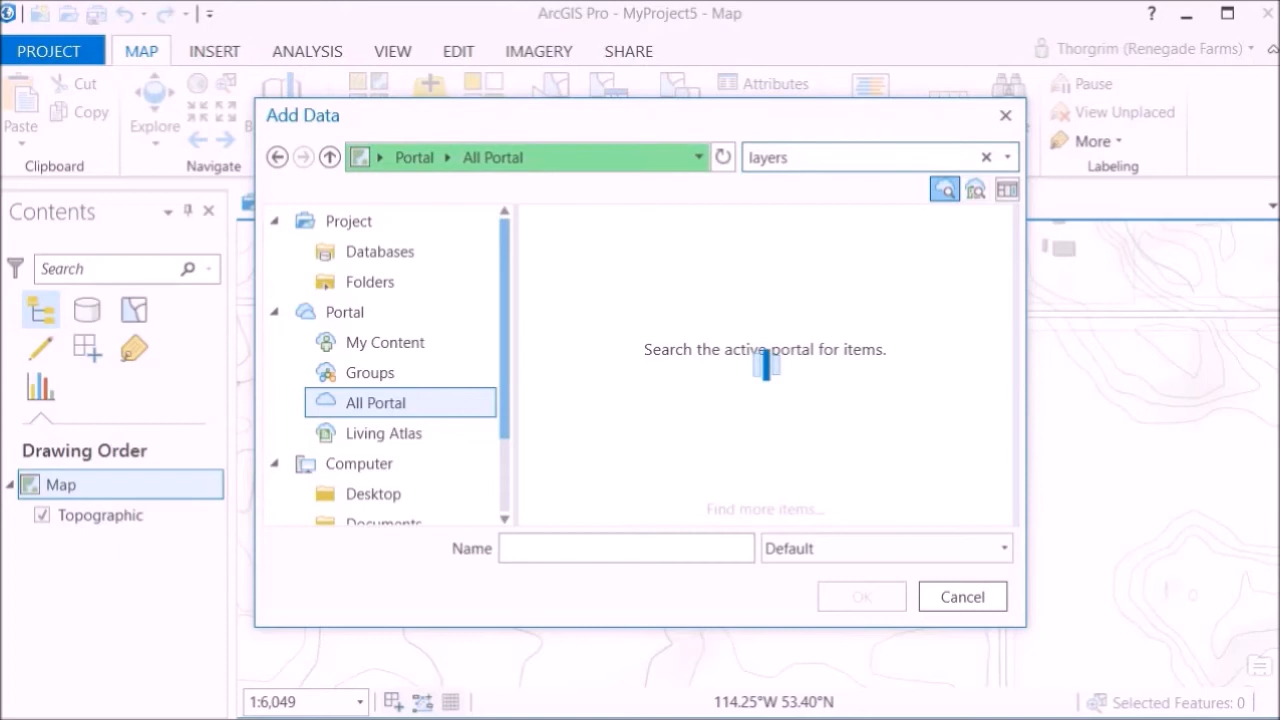 ArcGIS Pro - MyProject5 - Map
?
PROJECT MAP INSERT ANALYSIS VIEW EDIT IMAGERY SHARE
Thorgrim (Renegade Farms)
Paste
Cut
Copy
Clipboard
Explore
Navigate
Attributes
Pause
View Unplaced
More
Labeling
Contents
Search
Drawing Order
Map
Topographic
Add Data
Portal All Portal
layers
Project
Databases
Folders
Portal
My Content
Groups
All Portal
Living Atlas
Computer
Desktop
Documents
Search the active portal for items.
Find more items...
Name
Default
OK
Cancel
1:6,049
114.25°W 53.40°N
Selected Features: 0